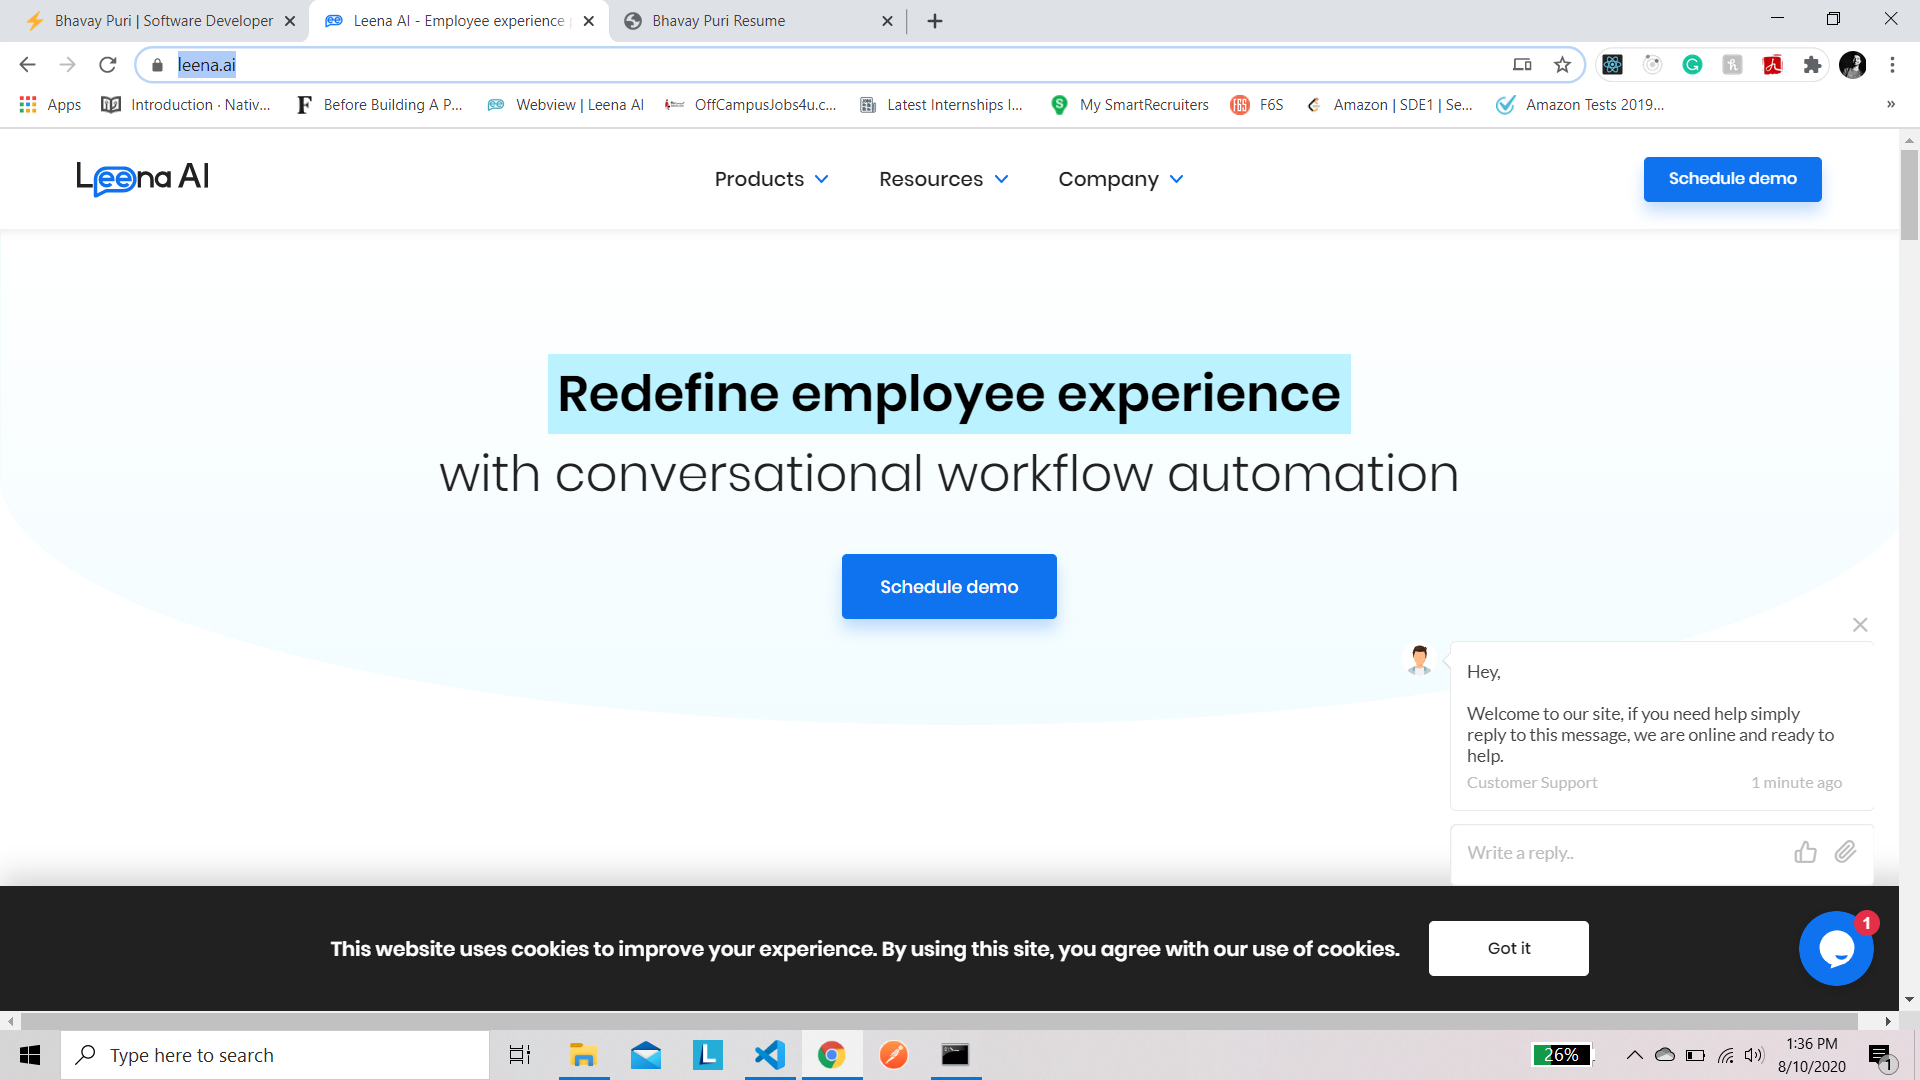 Bhavay Puri | Software Developer
Leena AI - Employee experience
Bhavay Puri Resume
leena.ai
Apps
Introduction · Nativ...
Before Building A P...
Webview | Leena AI
OffCampusJobs4u.c...
Latest Internships I...
My SmartRecruiters
F6S
Amazon | SDE1 | Se...
Amazon Tests 2019...
»
Leena AI
Products
Resources
Company
Schedule demo
Redefine employee experience
with conversational workflow automation
Schedule demo
Hey,
Welcome to our site, if you need help simply
reply to this message, we are online and ready to
help.
Customer Support
1 minute ago
Write a reply..
This website uses cookies to improve your experience. By using this site, you agree with our use of cookies.
Got it
1
Type here to search
L
26%
1:36 PM
8/10/2020
1